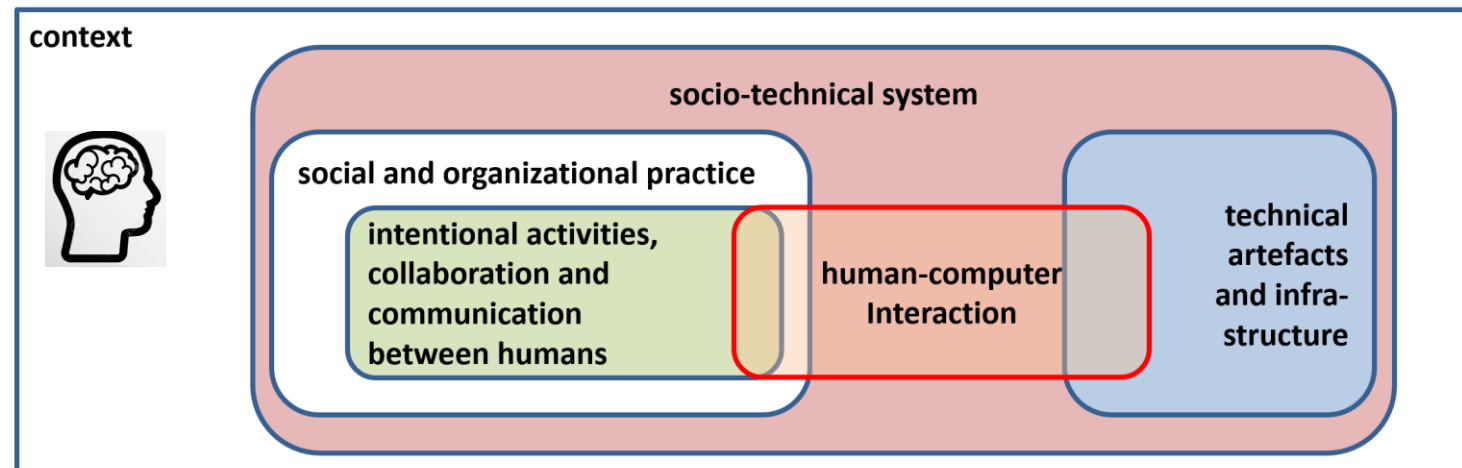 context
socio-technical system
social and organizational practice
intentional activities,
collaboration and
communication
between humans
human-computer
Interaction
technical
artefacts
and infra-
structure